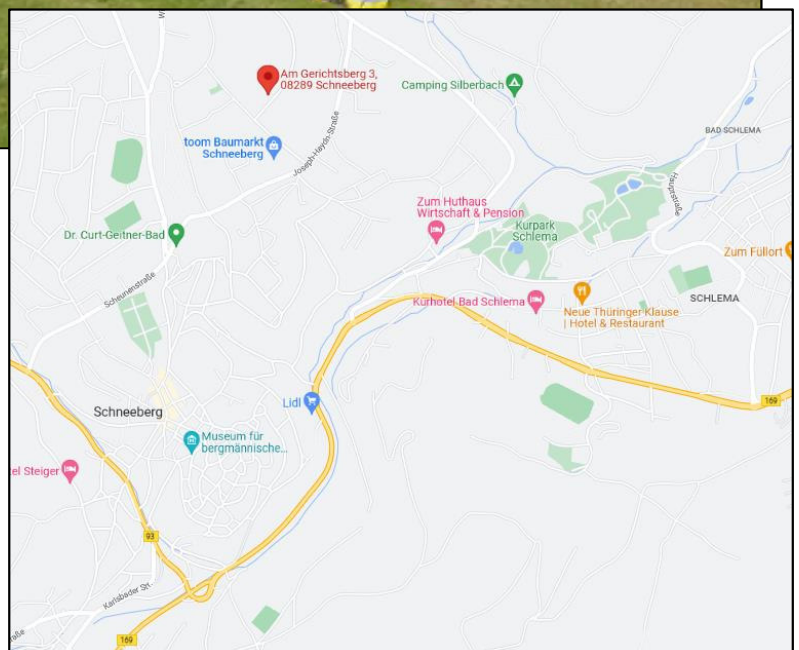 Am Gerichtsberg 3,
08289 Schneeberg
Camping Silberbach
toom Baumarkt
Schneeberg
Joseph-Haydn-Straße
BAD SCHLEMA
Hauptstraße
Zum Huthaus
Wirtschaft & Pension
Kurpark
Schlema
Dr. Curt-Geitner-Bad
Zum Füllort
Scheunenstraße
Kurhotel Bad Schlema
SCHLEMA
Neue Thüringer Klause
| Hotel & Restaurant
169
Lidl
Schneeberg
Museum für
bergmännische...
el Steiger
93
Karlsbader Str.
raße
169